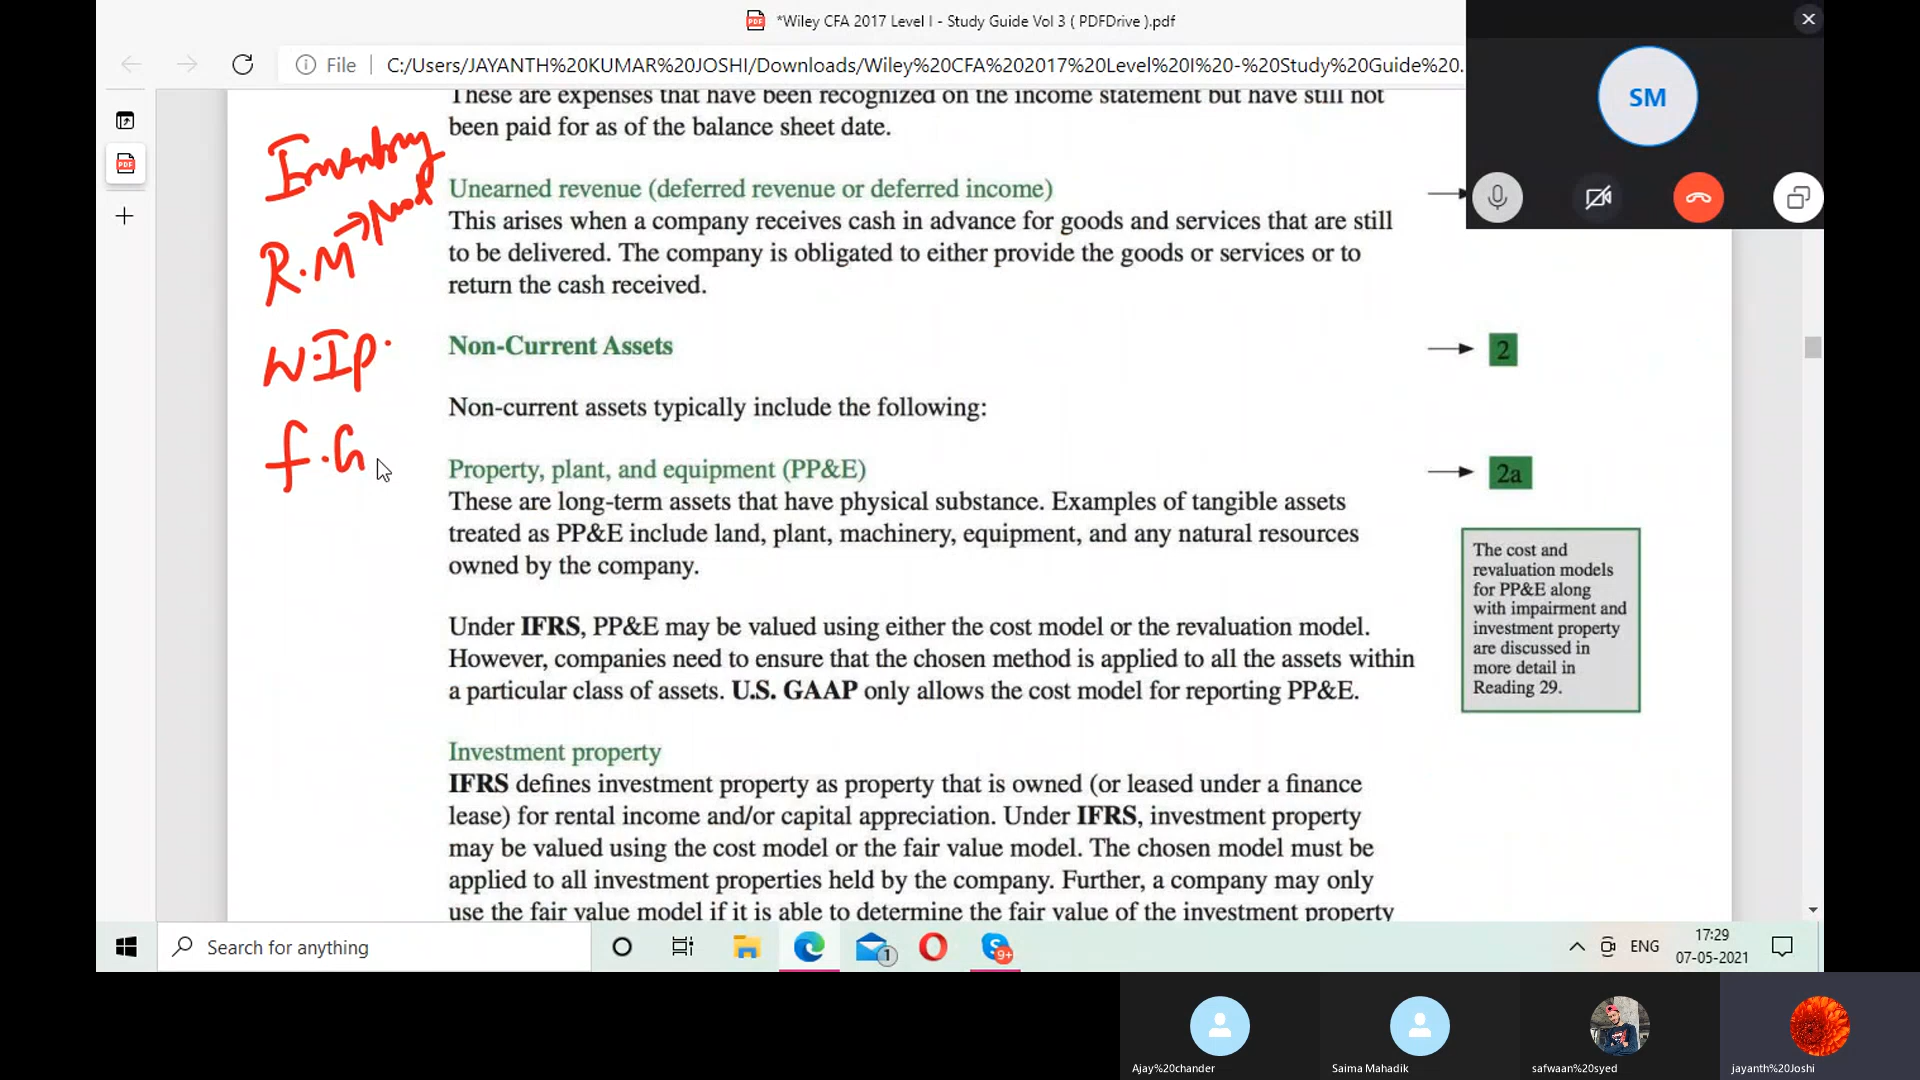 *Wiley CFA 2017 Level I - Study Guide Vol 3 ( PDFDrive ).pdf
File
C:/Users/JAYANTH%20KUMAR%20JOSHI/Downloads/Wiley%20CFA%202017%20Level%20I%20-%20Study%20Guide%20.
SM
These are expenses that have been recognized on the income statement but have still not
been paid for as of the balance sheet date.
Inventory
R.M →
W.Ip.
f.G
Unearned revenue (deferred revenue or deferred income)
This arises when a company receives cash in advance for goods and services that are still
to be delivered. The company is obligated to either provide the goods or services or to
return the cash received.
Non-Current Assets
2
Non-current assets typically include the following:
Property, plant, and equipment (PP&E)
2a
These are long-term assets that have physical substance. Examples of tangible assets
treated as PP&E include land, plant, machinery, equipment, and any natural resources
owned by the company.
Under IFRS, PP&E may be valued using either the cost model or the revaluation model.
However, companies need to ensure that the chosen method is applied to all the assets within
a particular class of assets. U.S. GAAP only allows the cost model for reporting PP&E.
The cost and
revaluation models
for PP&E along
with impairment and
investment property
are discussed in
more detail in
Reading 29.
Investment property
IFRS defines investment property as property that is owned (or leased under a finance
lease) for rental income and/or capital appreciation. Under IFRS, investment property
may be valued using the cost model or the fair value model. The chosen model must be
applied to all investment properties held by the company. Further, a company may only
use the fair value model if it is able to determine the fair value of the investment property
Search for anything
1
9+
ENG
17:29
07-05-2021
Ajay%20chander
Saima Mahadik
safwaan%20syed
jayanth%20Joshi